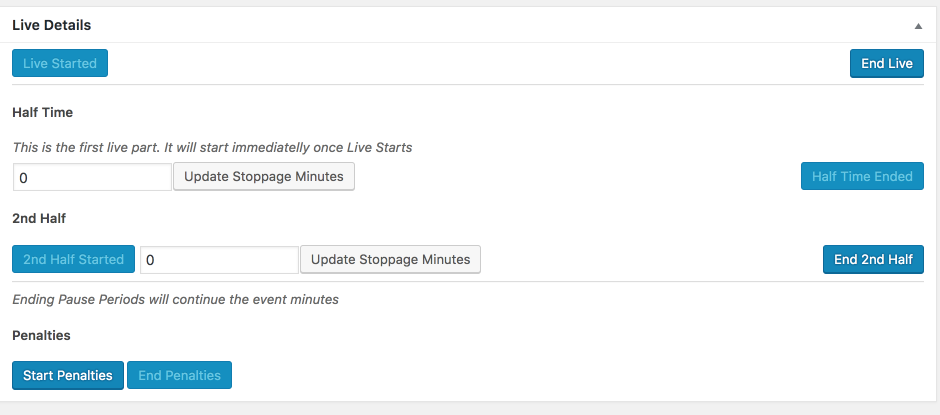 Live Details
Live Started
End Live
Half Time
This is the first live part. It will start immediatelly once Live Starts
0
Update Stoppage Minutes
Half Time Ended
2nd Half
2nd Half Started
0
Update Stoppage Minutes
End 2nd Half
Ending Pause Periods will continue the event minutes
Penalties
Start Penalties
End Penalties